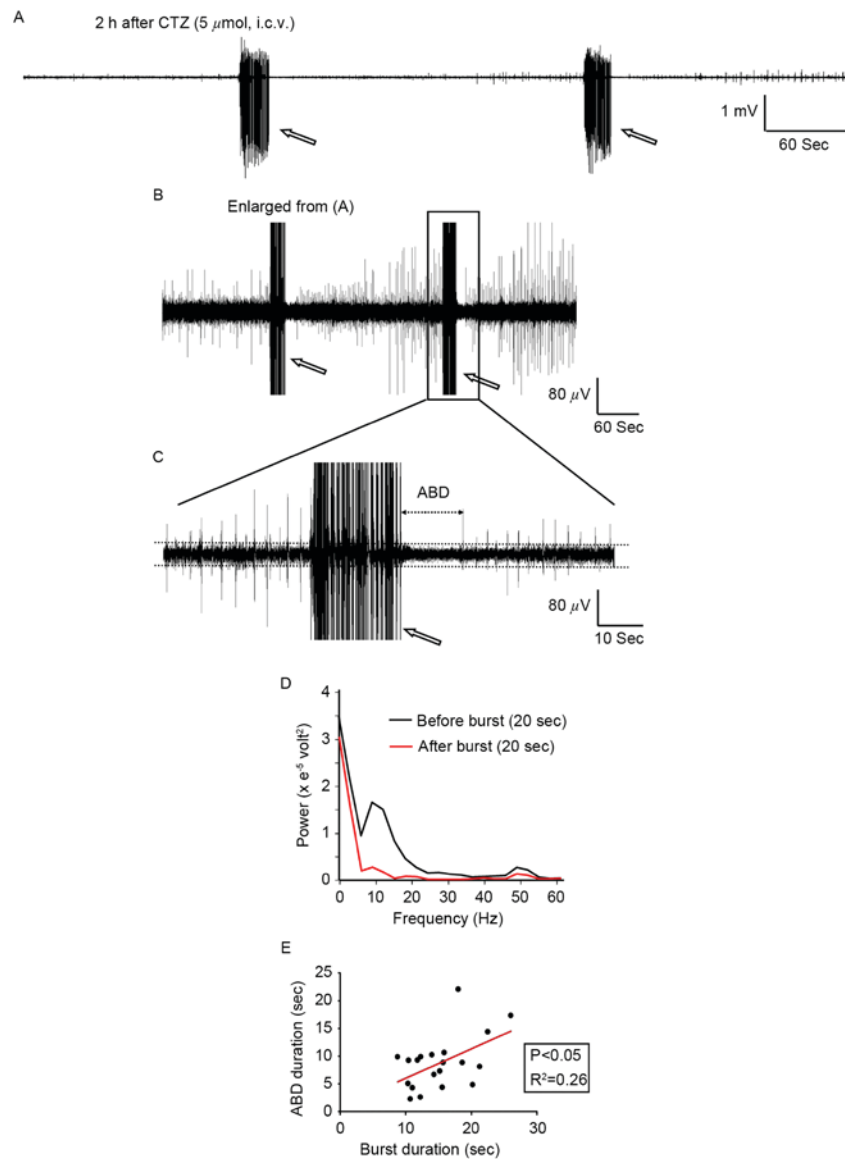 A
2 h after CTZ (5 μmol, i.c.v.)
1 mV
60 Sec
B
Enlarged from (A)
80 μV
60 Sec
C
ABD
80 μV
10 Sec
D
4
3
2
1
0
Power (x e⁻⁵ volt²)
Before burst (20 sec)
After burst (20 sec)
0 10 20 30 40 50 60
Frequency (Hz)
E
25
20
15
10
5
0
ABD duration (sec)
P<0.05
R²=0.26
0 10 20 30
Burst duration (sec)